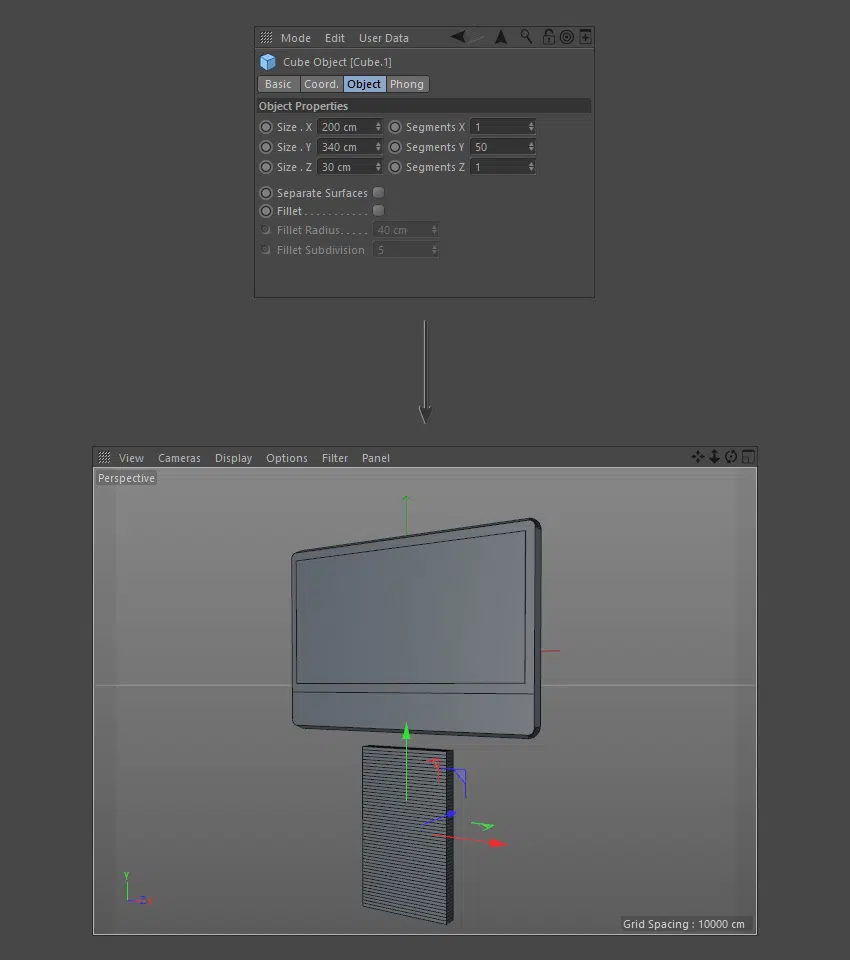 Mode Edit User Data
Cube Object [Cube.1]
Basic Coord. Object Phong
Object Properties
Size . X 200 cm Segments X 1
Size . Y 340 cm Segments Y 50
Size . Z 30 cm Segments Z 1
Separate Surfaces
Fillet . . . . . . . . . . .
Fillet Radius. . . . . 40 cm
Fillet Subdivision 5
View Cameras Display Options Filter Panel
Perspective
Y
Z
Grid Spacing : 10000 cm